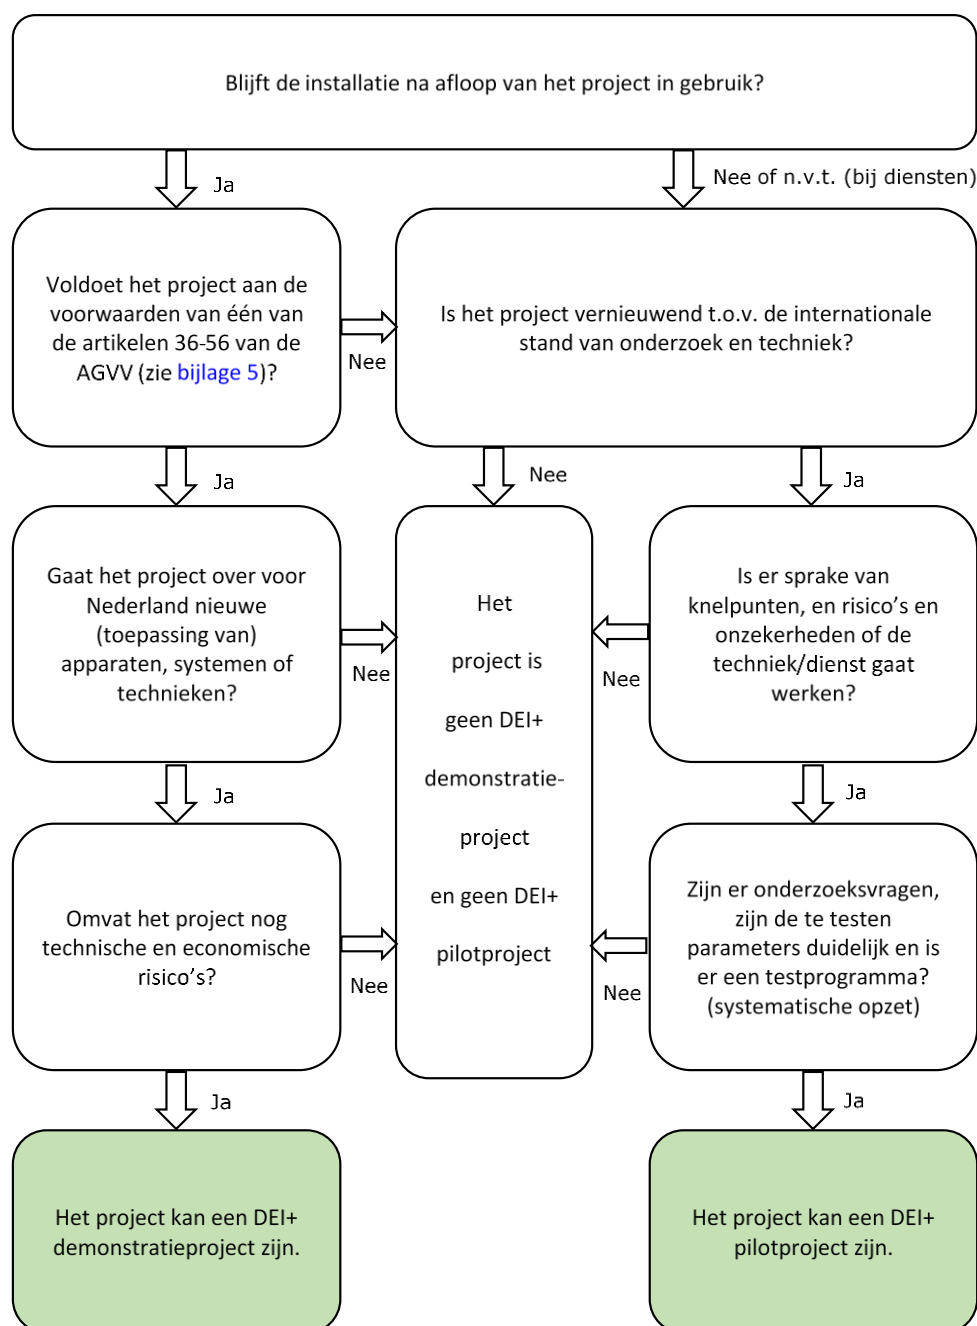 Blijft de installatie na afloop van het project in gebruik?
Ja
Nee of n.v.t. (bij diensten)
Voldoet het project aan de
voorwaarden van één van
de artikelen 36-56 van de
AGVV (zie bijlage 5)?
Nee
Is het project vernieuwend t.o.v. de internationale
stand van onderzoek en techniek?
Ja
Nee
Ja
Gaat het project over voor
Nederland nieuwe
(toepassing van)
apparaten, systemen of
technieken?
Nee
Het
project is
geen DEI+
demonstratie-
project
en geen DEI+
pilotproject
Nee
Is er sprake van
knelpunten, en risico's en
onzekerheden of de
techniek/dienst gaat
werken?
Ja
Ja
Omvat het project nog
technische en economische
risico's?
Nee
Nee
Zijn er onderzoeksvragen,
zijn de te testen
parameters duidelijk en is
er een testprogramma?
(systematische opzet)
Ja
Ja
Het project kan een DEI+
demonstratieproject zijn.
Het project kan een DEI+
pilotproject zijn.